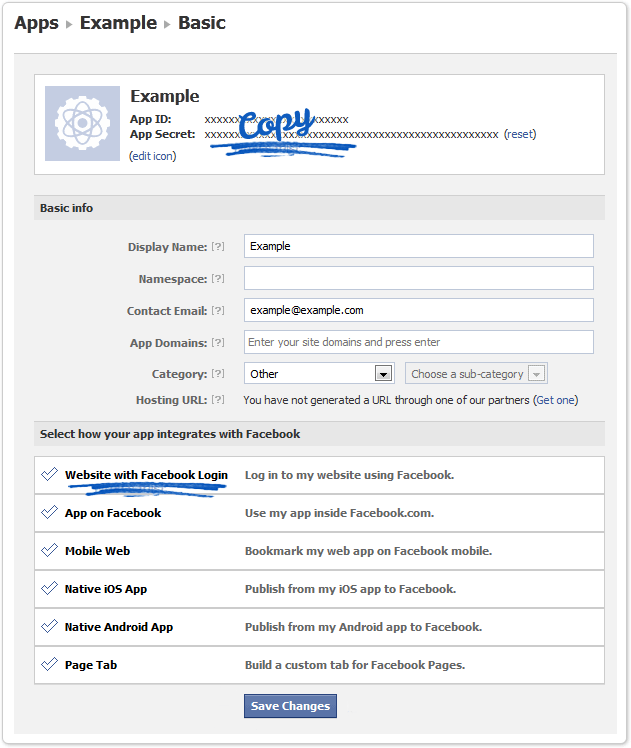 Apps ▸ Example ▸ Basic
Example
App ID: xxxxxxxxxxxxxxxxxxxxxxxx
Copy
App Secret: xxxxxxxxxxxxxxxxxxxxxxxxxxxxxxxxxxxxxxxxxxxxxxxxx (reset)
(edit icon)
Basic info
Display Name: [?] Example
Namespace: [?]
Contact Email: [?] example@example.com
App Domains: [?] Enter your site domains and press enter
Category: [?] Other Choose a sub-category
Hosting URL: [?] You have not generated a URL through one of our partners (Get one)
Select how your app integrates with Facebook
Website with Facebook Login Log in to my website using Facebook.
App on Facebook Use my app inside Facebook.com.
Mobile Web Bookmark my web app on Facebook mobile.
Native iOS App Publish from my iOS app to Facebook.
Native Android App Publish from my Android app to Facebook.
Page Tab Build a custom tab for Facebook Pages.
Save Changes